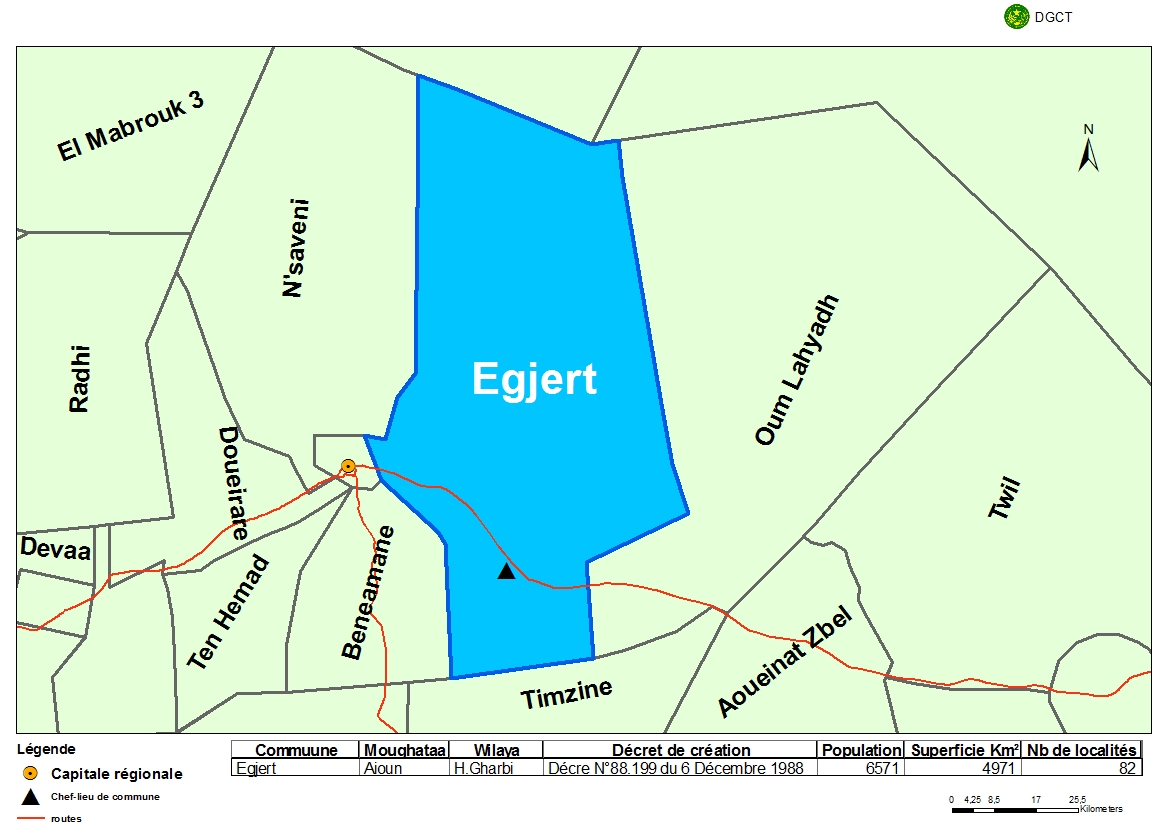 DGCT
El Mabrouk 3
N
N'saveni
Egjert
Oum Lahyadh
Radhi
Doueirare
Twil
Devaa
Ten Hemad
Beneamane
Aoueinat Zbel
Timzine
Légende
Capitale régionale
Chef-lieu de commune
routes
Commuune Moughataa Wilaya Décret de création Population Superficie Km² Nb de localités
Egjert Aioun H.Gharbi Décre N°88.199 du 6 Décembre 1988 6571 4971 82
0 4,25 8,5 17 25,5
Kilometers